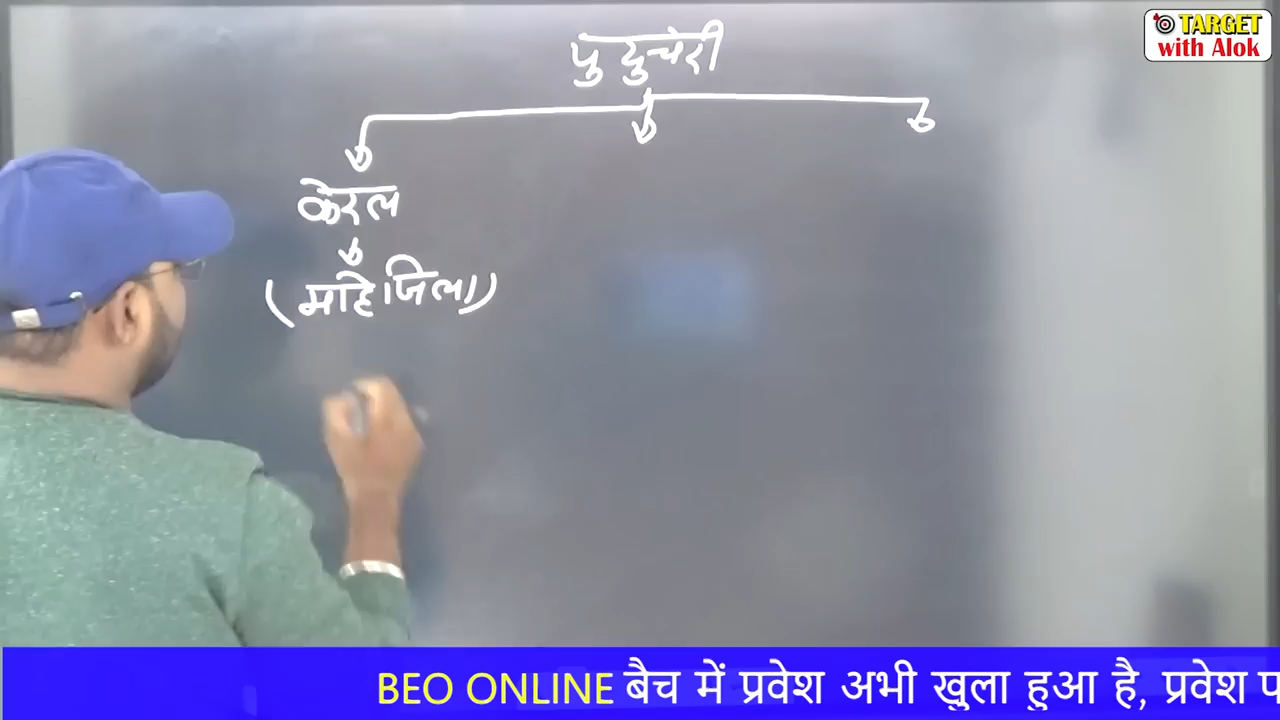 TARGET
with Alok
पुदुचेरी
केरल
(माहे जिला)
BEO ONLINE बैच में प्रवेश अभी खुला हुआ है, प्रवेश